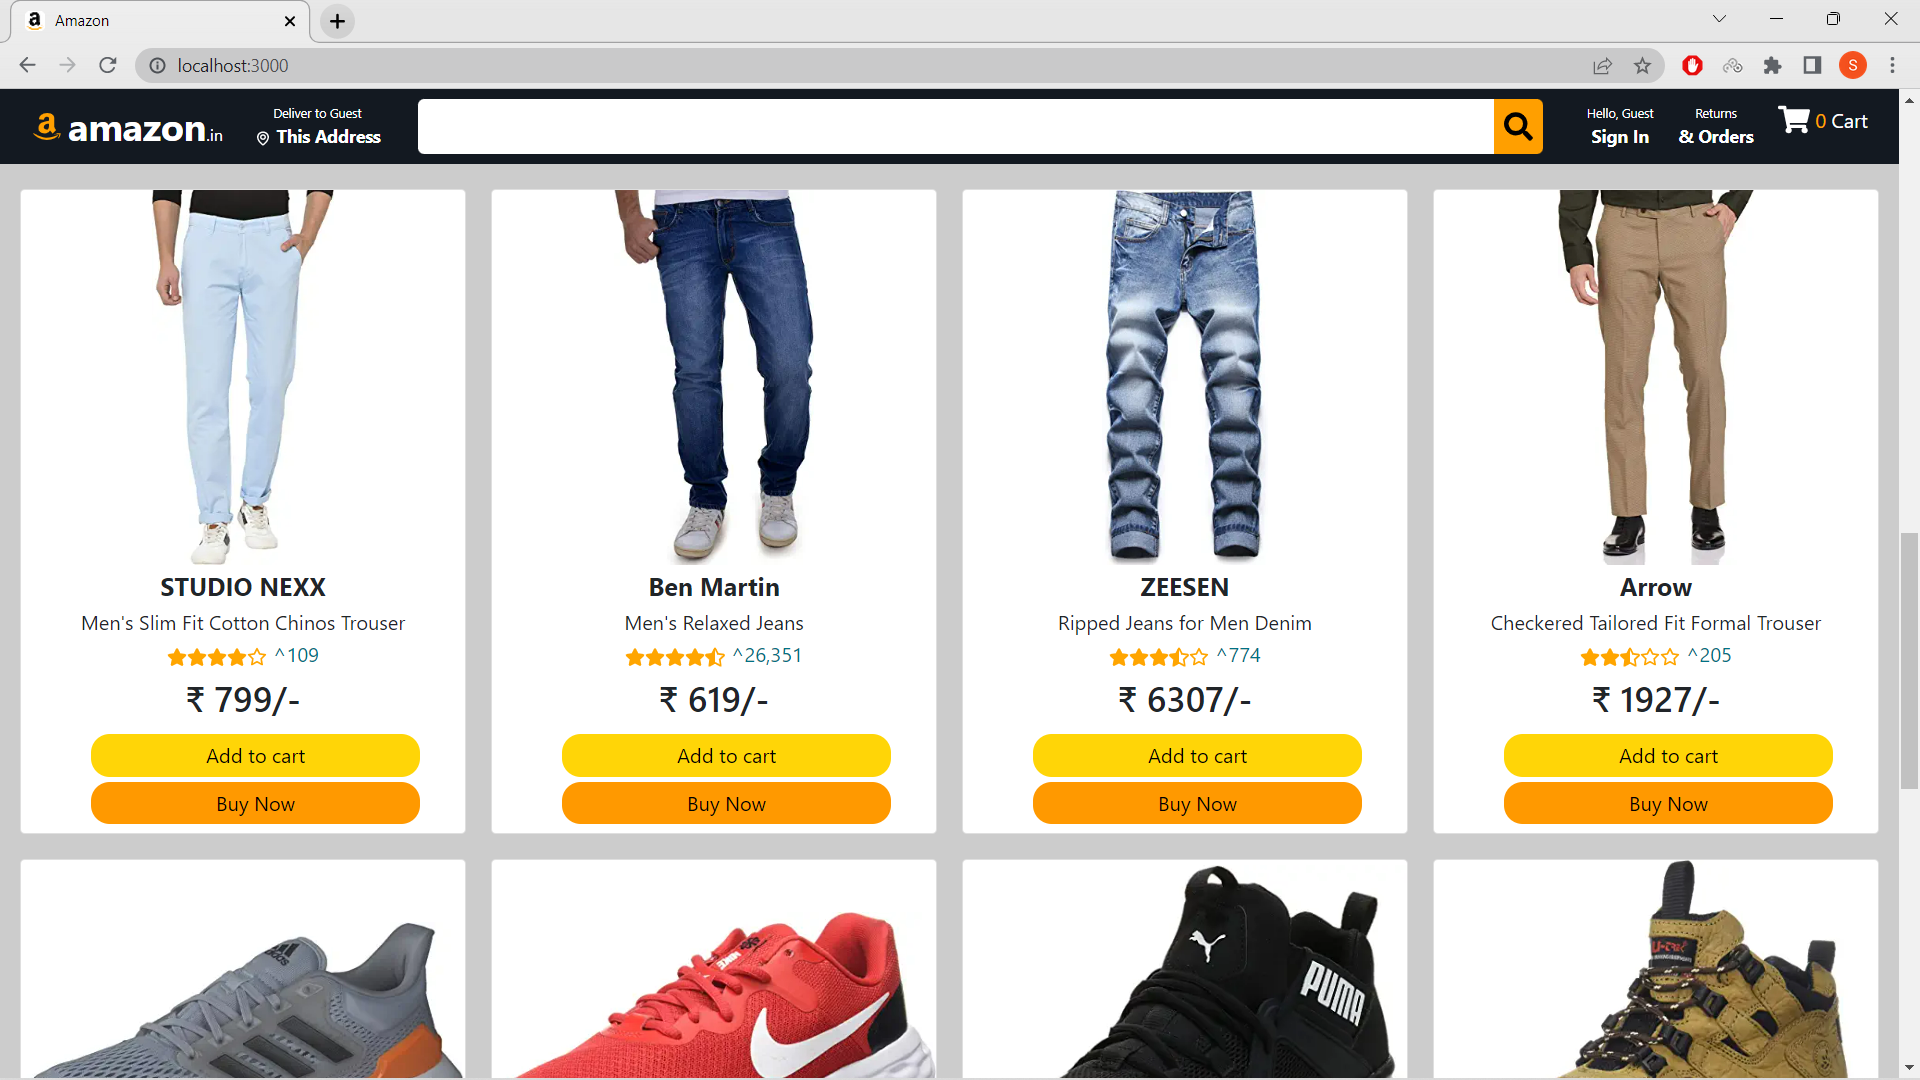 Amazon
localhost:3000
S
a amazon.in
Deliver to Guest
This Address
Hello, Guest
Sign In
Returns
& Orders
0 Cart
STUDIO NEXX
Men's Slim Fit Cotton Chinos Trouser
^109
₹ 799/-
Add to cart
Buy Now
Ben Martin
Men's Relaxed Jeans
^26,351
₹ 619/-
Add to cart
Buy Now
ZEESEN
Ripped Jeans for Men Denim
^774
₹ 6307/-
Add to cart
Buy Now
Arrow
Checkered Tailored Fit Formal Trouser
^205
₹ 1927/-
Add to cart
Buy Now
adidas
NIKE
PUMA